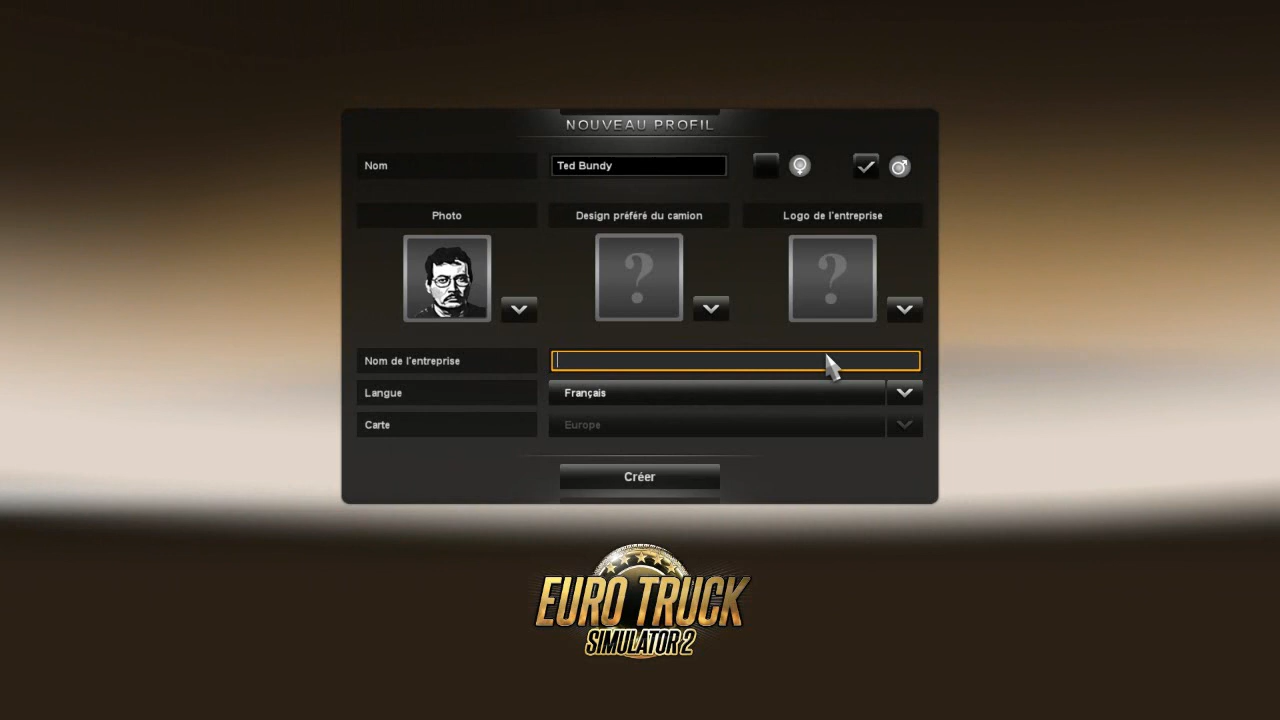 NOUVEAU PROFIL
Nom
Ted Bundy
Photo
Design préféré du camion
Logo de l'entreprise
?
?
Nom de l'entreprise
Langue
Français
Carte
Europe
Créer
EURO TRUCK
SIMULATOR 2